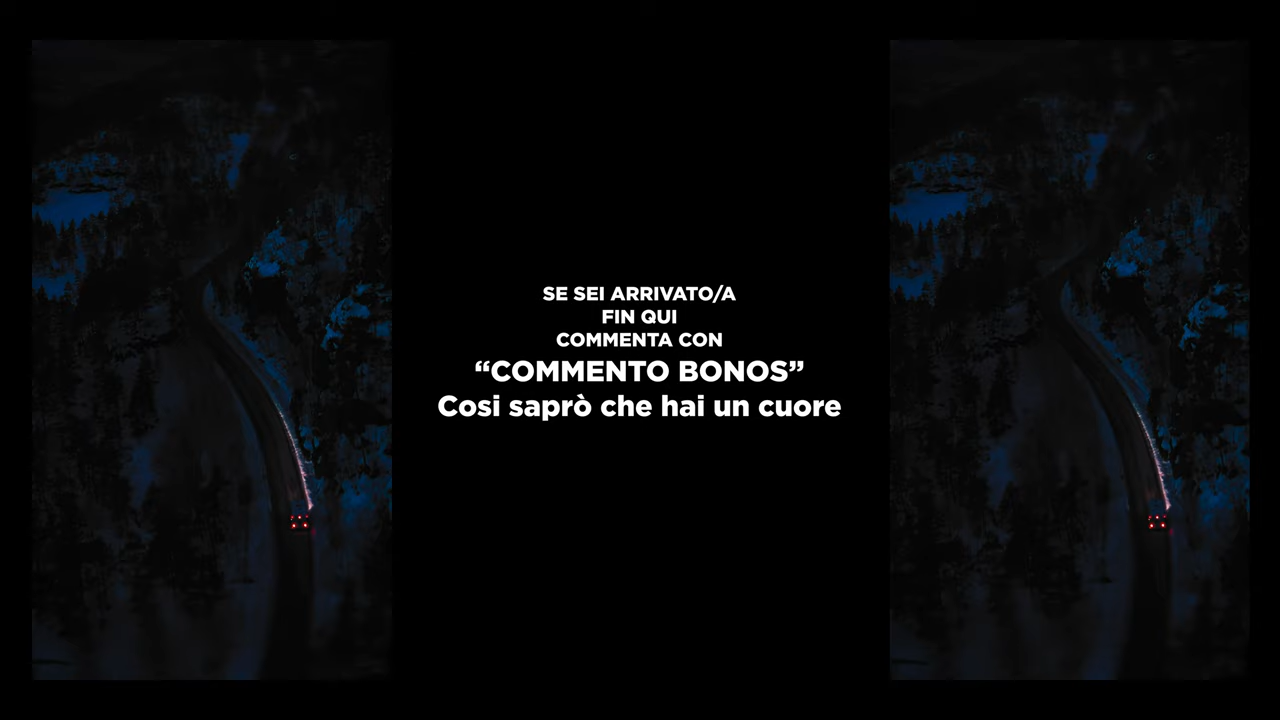 SE SEI ARRIVATO/A
FIN QUI
COMMENTA CON
“COMMENTO BONOS”
Cosi saprò che hai un cuore